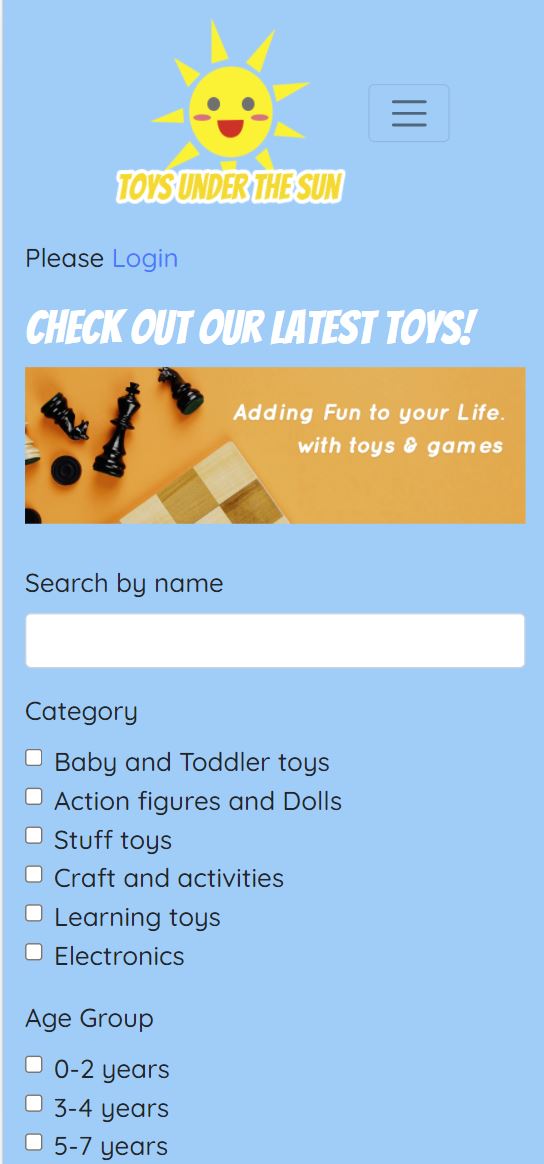 TOYS UNDER THE SUN
Please Login
CHECK OUT OUR LATEST TOYS!
Adding Fun to your Life.
with toys & games
Search by name
Category
Baby and Toddler toys
Action figures and Dolls
Stuff toys
Craft and activities
Learning toys
Electronics
Age Group
0-2 years
3-4 years
5-7 years